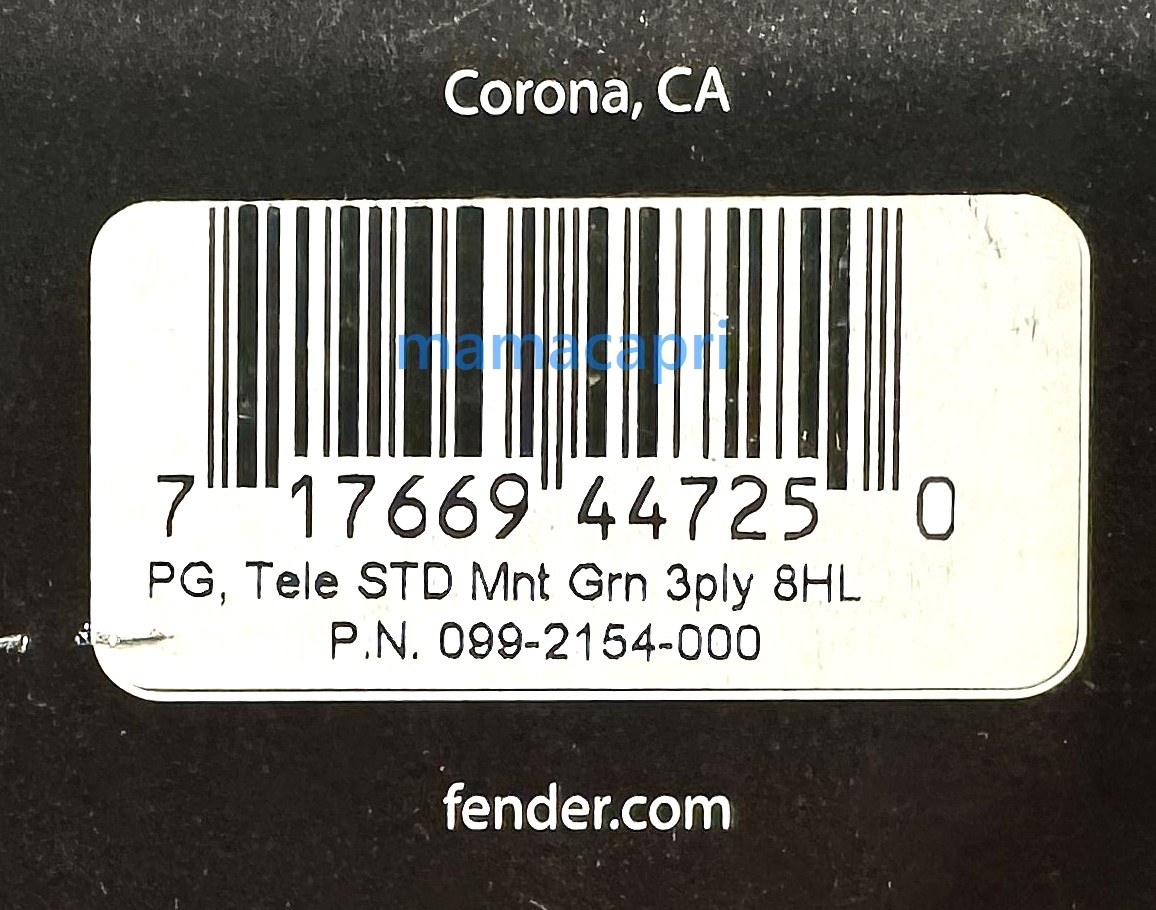 Corona, CA
mamacapri
7 17669 44725 0
PG, Tele STD Mnt Grn 3ply 8HL
P.N. 099-2154-000
fender.com